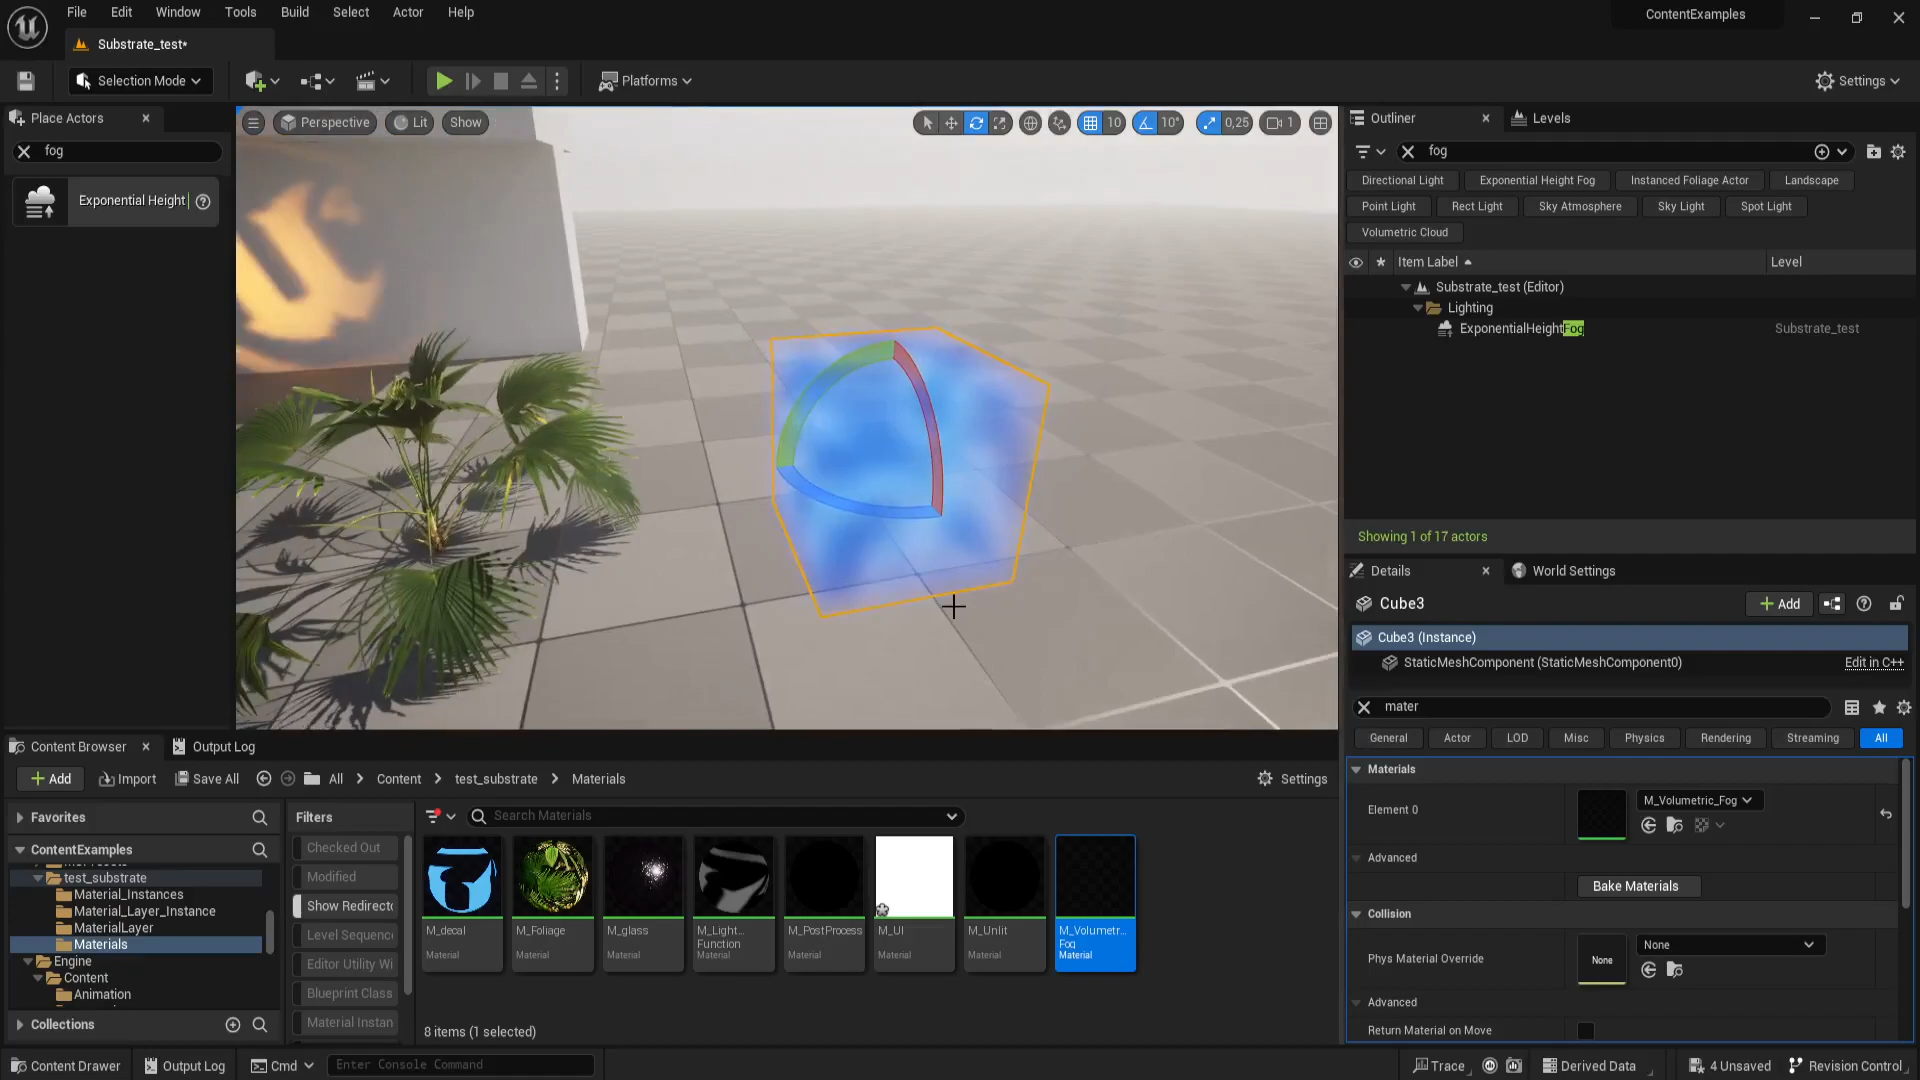 File Edit Window Tools Build Select Actor Help
ContentExamples
Substrate_test*
Selection Mode
Platforms
Settings
Place Actors
fog
Exponential Height
Perspective Lit Show
10 10° 0,25 1
Outliner
Levels
fog
Directional Light Exponential Height Fog Instanced Foliage Actor Landscape
Point Light Rect Light Sky Atmosphere Sky Light Spot Light
Volumetric Cloud
Item Label Level
Substrate_test (Editor)
Lighting
ExponentialHeightFog Substrate_test
Showing 1 of 17 actors
Details
World Settings
Cube3
Add
Cube3 (Instance)
StaticMeshComponent (StaticMeshComponent0) Edit in C++
mater
General Actor LOD Misc Physics Rendering Streaming All
Materials
Element 0
M_Volumetric_Fog
Advanced
Bake Materials
Collision
Phys Material Override
None
None
Advanced
Return Material on Move
Content Browser
Output Log
Add Import Save All All Content test_substrate Materials Settings
Favorites
ContentExamples
test_substrate
Material_Instances
Material_Layer_Instance
MaterialLayer
Materials
Engine
Content
Animation
Collections
Filters
Checked Out
Modified
Show Redirecto
Level Sequenc
Editor Utility Wi
Blueprint Class
Material Instan
Search Materials
M_decal
Material
M_Foliage
Material
M_glass
Material
M_Light...
Function
Material
M_PostProcess
Material
M_UI
Material
M_Unlit
Material
M_Volumetr...
Fog
Material
8 items (1 selected)
Content Drawer Output Log Cmd Enter Console Command
Trace Derived Data 4 Unsaved Revision Control